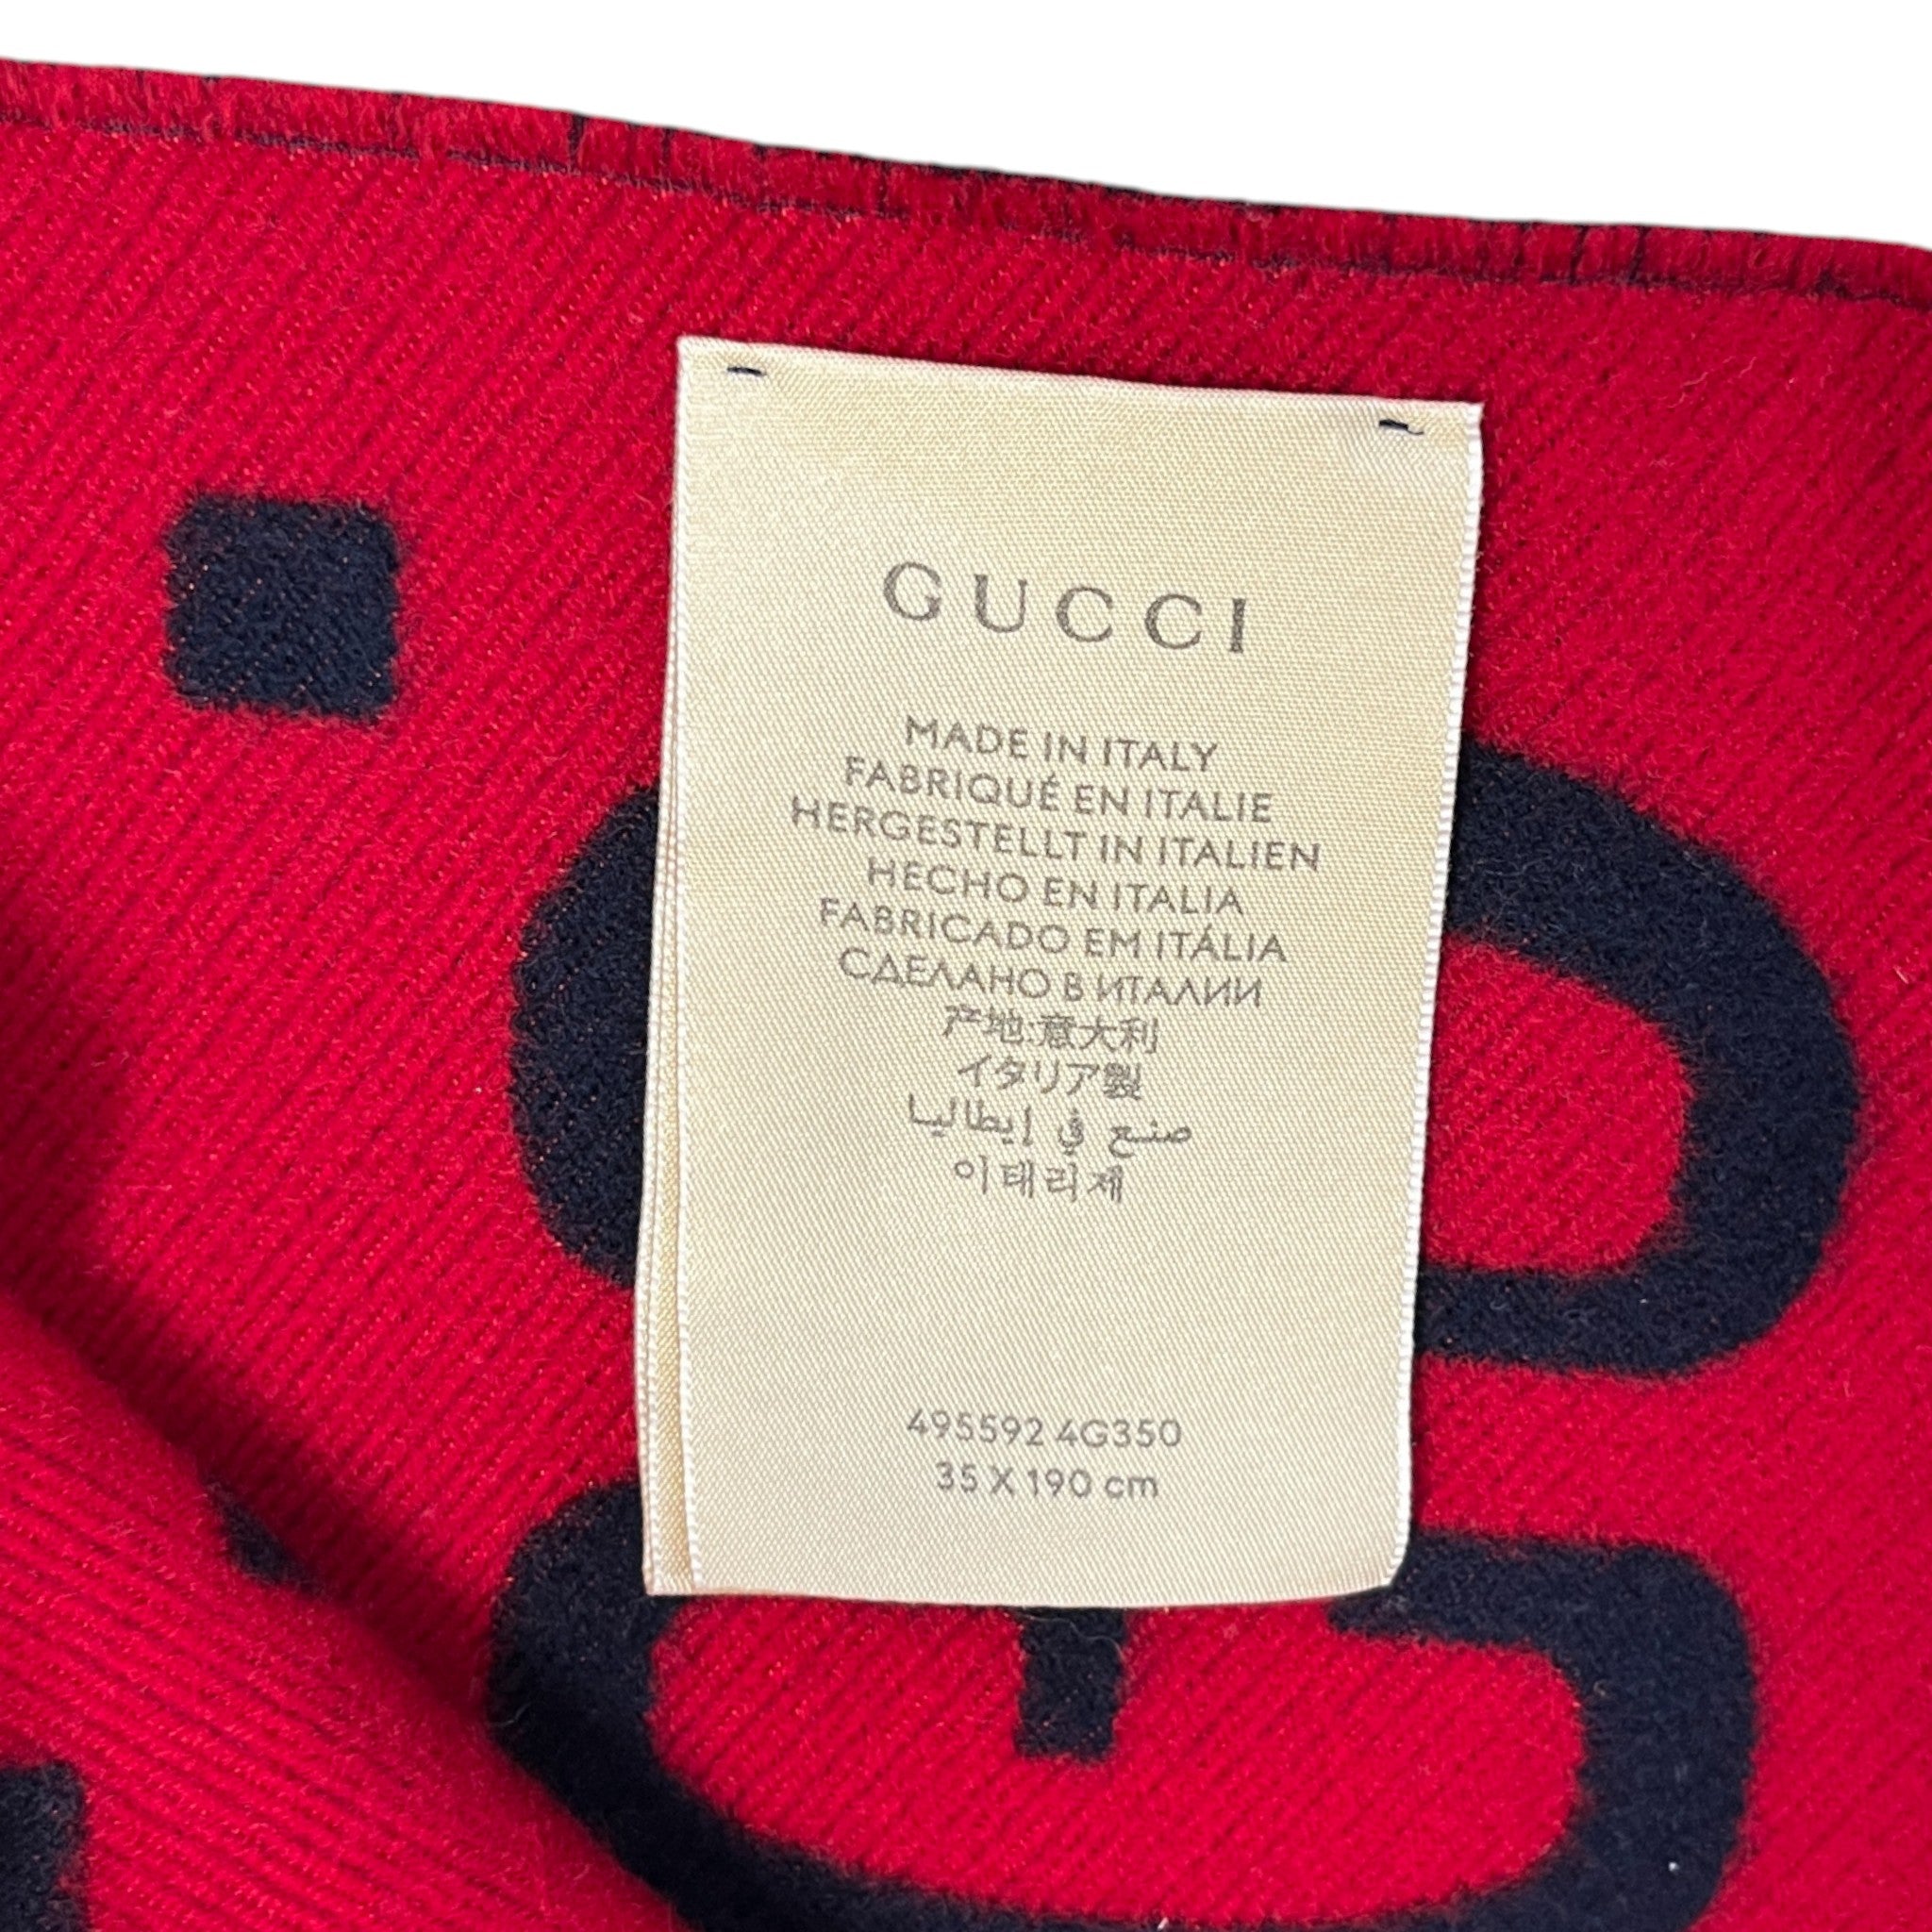 GUCCI
MADE IN ITALY
FABRIQUÉ EN ITALIE
HERGESTELLT IN ITALIEN
HECHO EN ITALIA
FABRICADO EM ITÁLIA
СДЕЛАНО В ИТАЛИИ
产地:意大利
イタリア製
صنع في إيطاليا
이태리제
495592 4G350
35 X 190 cm